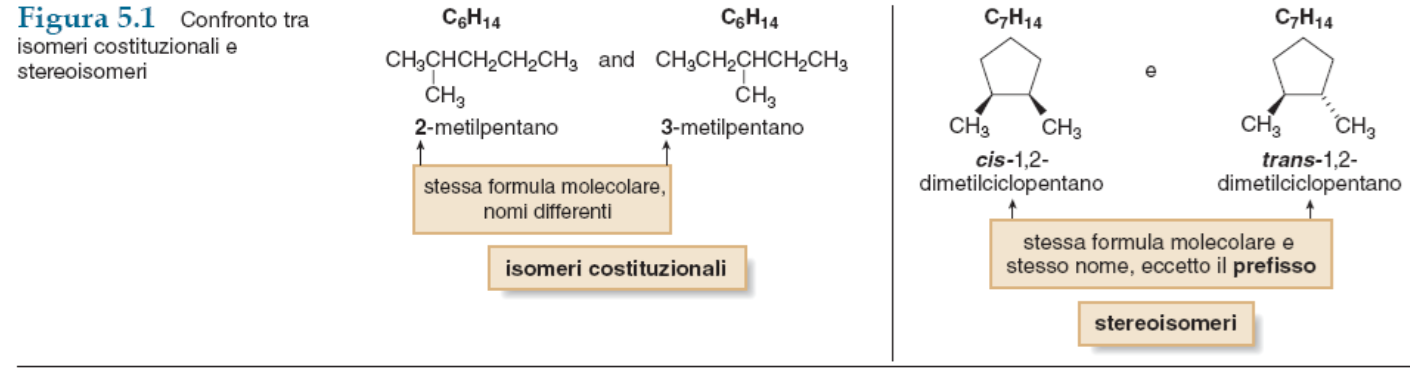 Figura 5.1 Confronto tra
isomeri costituzionali e
stereoisomeri
C₆H₁₄
C₆H₁₄
CH₃CHCH₂CH₂CH₃ and CH₃CH₂CHCH₂CH₃
CH₃
CH₃
2-metilpentano
3-metilpentano
stessa formula molecolare,
nomi differenti
isomeri costituzionali
C₇H₁₄
C₇H₁₄
e
CH₃
CH₃
CH₃
CH₃
cis-1,2-
dimetilciclopentano
trans-1,2-
dimetilciclopentano
stessa formula molecolare e
stesso nome, eccetto il prefisso
stereoisomeri